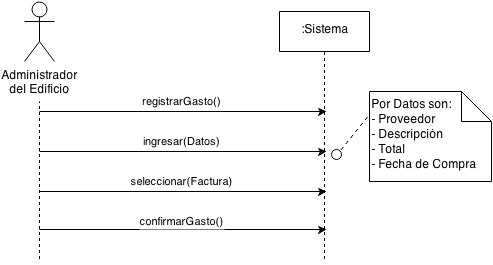 :Sistema
Administrador
del Edificio
registrarGasto()
Por Datos son:
- Proveedor
- Descripción
- Total
- Fecha de Compra
ingresar(Datos)
seleccionar(Factura)
confirmarGasto()